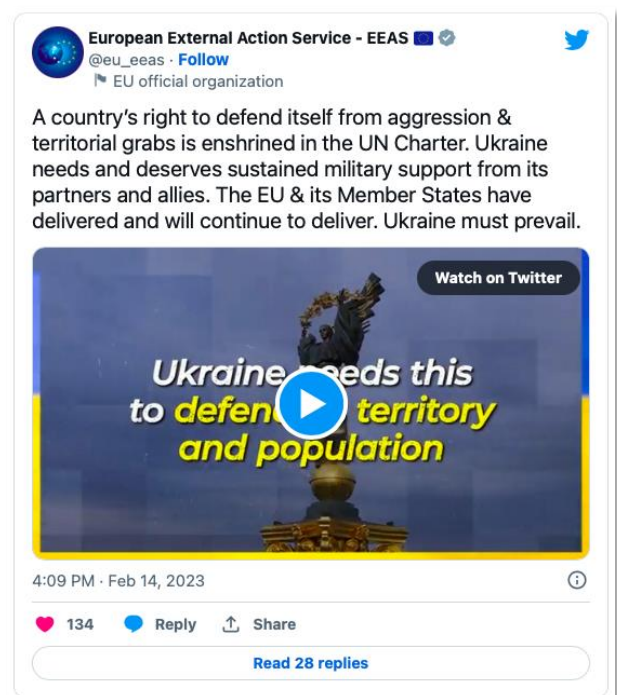 European External Action Service - EEAS 🇪🇺
@eu_eeas · Follow
EU official organization
A country’s right to defend itself from aggression &
territorial grabs is enshrined in the UN Charter. Ukraine
needs and deserves sustained military support from its
partners and allies. The EU & its Member States have
delivered and will continue to deliver. Ukraine must prevail.
Watch on Twitter
Ukraine needs this
to defend territory
and population
4:09 PM · Feb 14, 2023
134 Reply Share
Read 28 replies